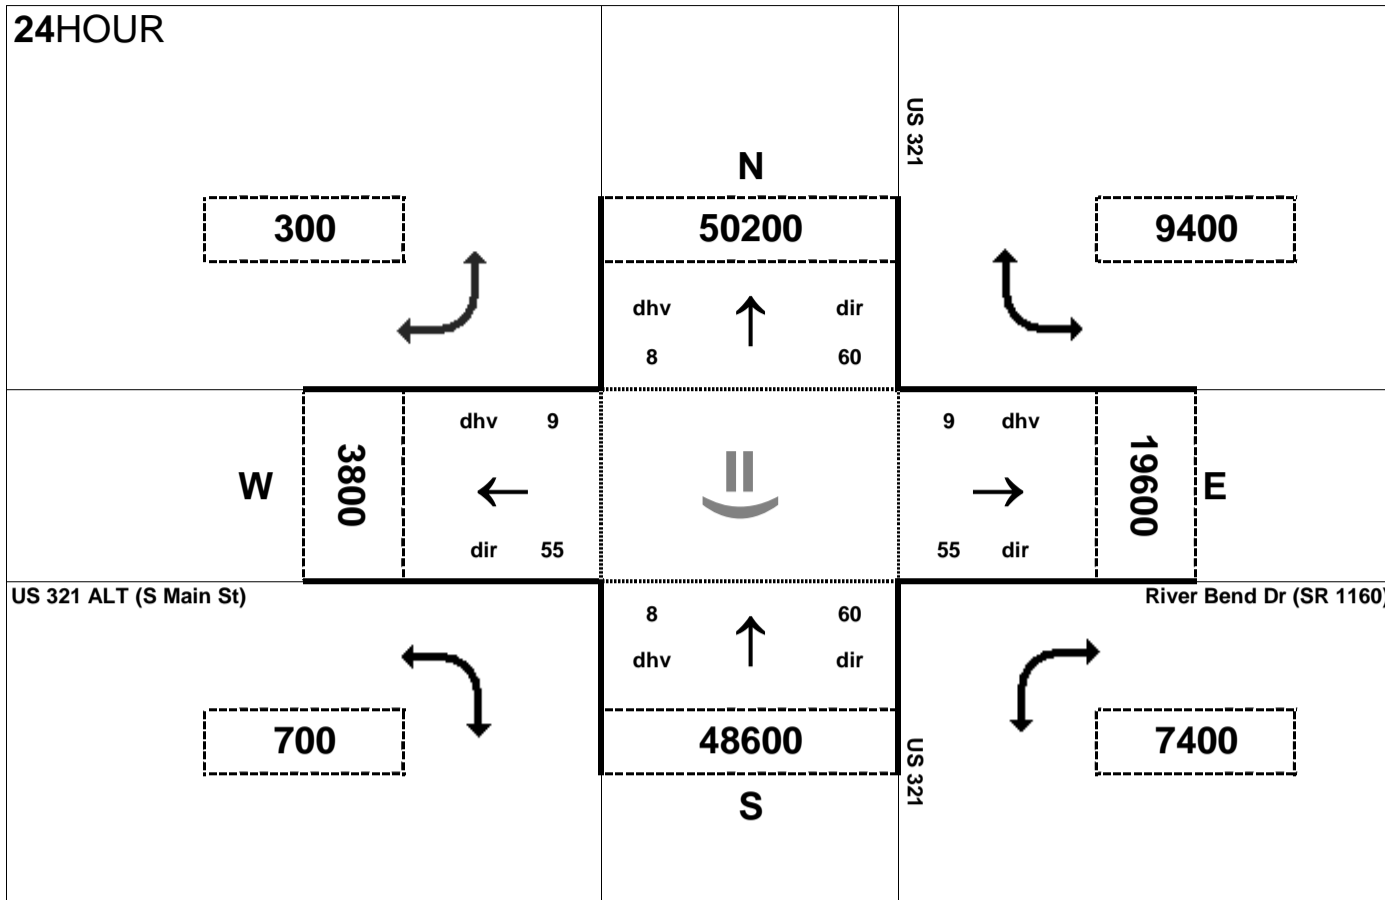 24HOUR
US 321
N
300
50200
9400
dhv
dir
8
60
dhv 9
9 dhv
W
3800
19600
E
dir 55
55 dir
US 321 ALT (S Main St)
River Bend Dr (SR 1160)
8
60
dhv
dir
700
48600
7400
US 321
S